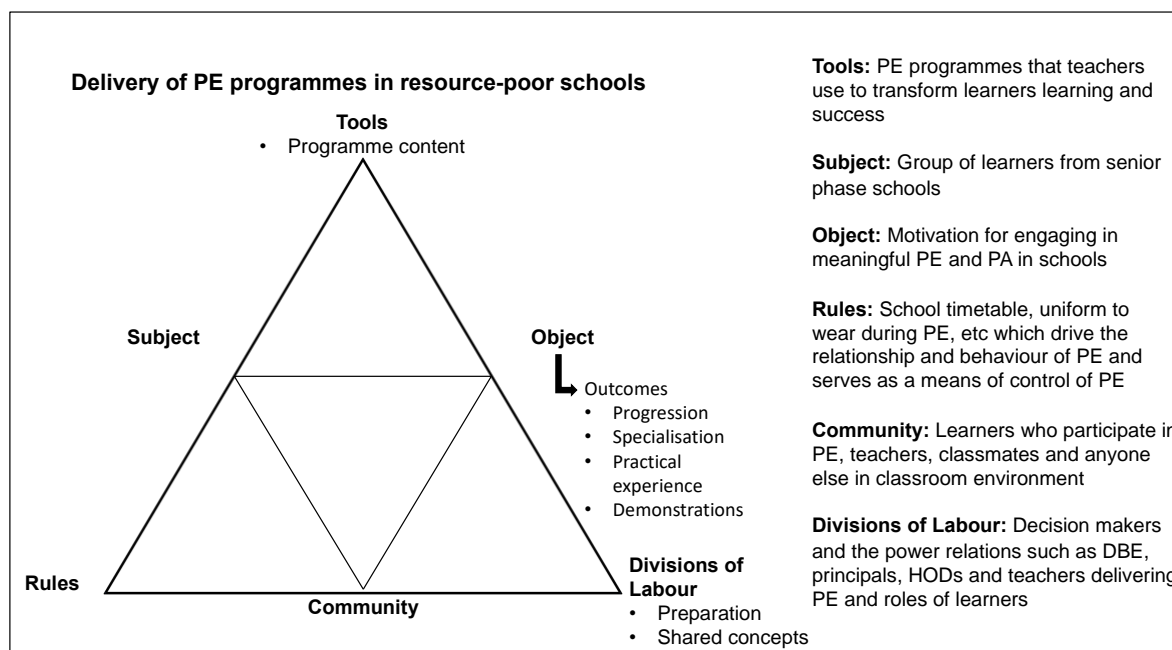 Delivery of PE programmes in resource-poor schools
Tools
• Programme content
Subject
Object
Outcomes
• Progression
• Specialisation
• Practical
experience
• Demonstrations
Rules
Community
Divisions of
Labour
• Preparation
• Shared concepts
Tools: PE programmes that teachers
use to transform learners learning and
success
Subject: Group of learners from senior
phase schools
Object: Motivation for engaging in
meaningful PE and PA in schools
Rules: School timetable, uniform to
wear during PE, etc which drive the
relationship and behaviour of PE and
serves as a means of control of PE
Community: Learners who participate in
PE, teachers, classmates and anyone
else in classroom environment
Divisions of Labour: Decision makers
and the power relations such as DBE,
principals, HODs and teachers delivering
PE and roles of learners